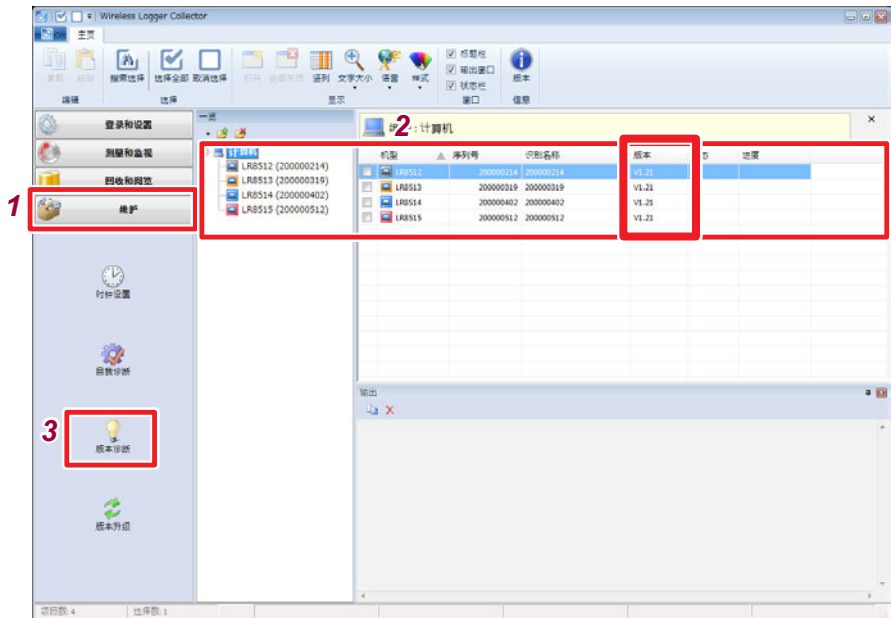 Wireless Logger Collector
主页
复制 粘贴 搜索选择 选择全部 取消选择 打开 全部关闭 竖列 文字大小 语言 样式 标题栏 版本
输出窗口
状态栏
编辑 选择 显示 窗口 信息
登录和设置
测量和监视
回收和阅览
1
维护
时钟设置
自我诊断
3
版本诊断
版本升级
一览
计算机
LR8512 (200000214)
LR8513 (200000319)
LR8514 (200000402)
LR8515 (200000512)
2
: 计算机
机型 序列号 识别名称 版本 进度
LR8512 200000214 200000214 V1.21
LR8513 200000319 200000319 V1.21
LR8514 200000402 200000402 V1.21
LR8515 200000512 200000512 V1.21
输出
项目数: 4 选择数: 1